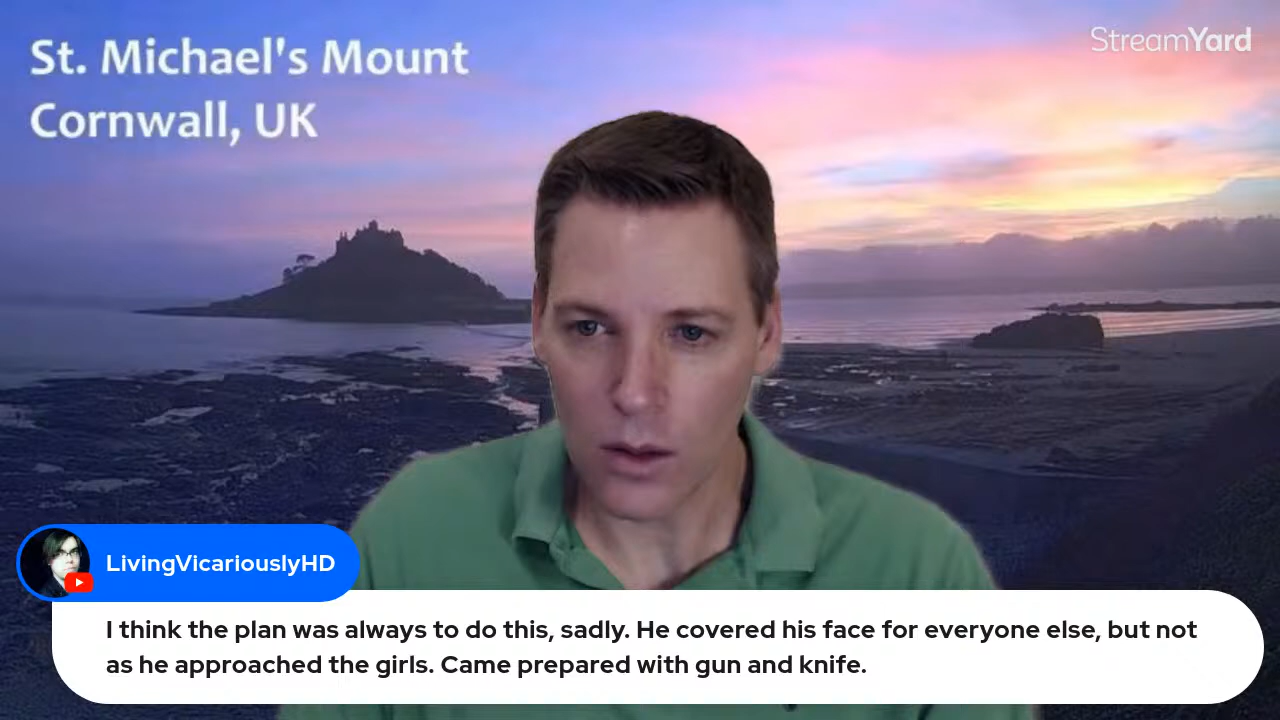 St. Michael's Mount
StreamYard
Cornwall, UK
LivingVicariouslyHD
I think the plan was always to do this, sadly. He covered his face for everyone else, but not
as he approached the girls. Came prepared with gun and knife.